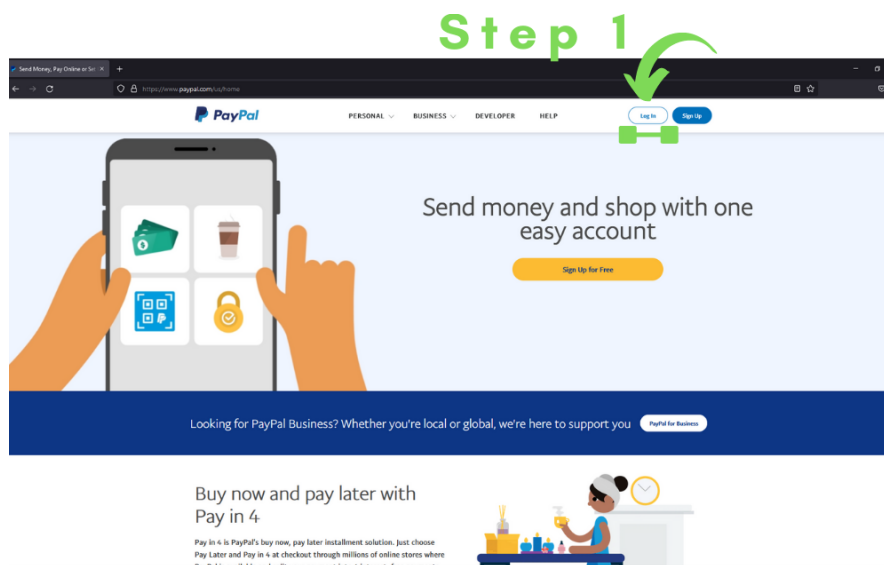 Step 1
Send Money, Pay Online or Set
https://www.paypal.com/us/home
PayPal
PERSONAL
BUSINESS
DEVELOPER
HELP
Log In
Sign Up
Send money and shop with one
easy account
Sign Up for Free
Looking for PayPal Business? Whether you're local or global, we're here to support you
PayPal for Business
Buy now and pay later with
Pay in 4
Pay in 4 is PayPal's buy now, pay later installment solution. Just choose
Pay Later and Pay in 4 at checkout through millions of online stores where